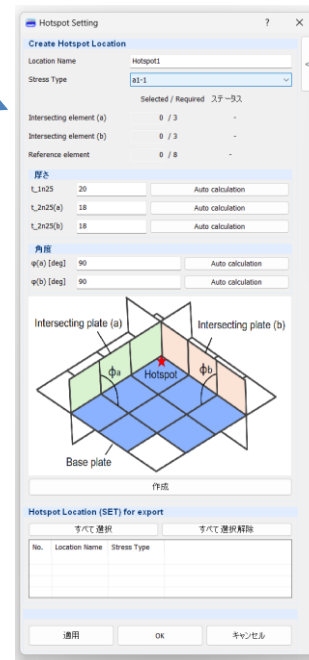 Hotspot Setting ? ×
Create Hotspot Location
Location Name Hotspot1
Stress Type a1-1
Selected / Required ステータス
Intersecting element (a) 0 / 3 -
Intersecting element (b) 0 / 3 -
Reference element 0 / 8 -
厚さ
t_1n25 20 Auto calculation
t_2n25(a) 18 Auto calculation
t_2n25(b) 18 Auto calculation
角度
φ(a) [deg] 90 Auto calculation
φ(b) [deg] 90 Auto calculation
Intersecting plate (a)
Intersecting plate (b)
ϕa Hotspot ϕb
Base plate
作成
Hotspot Location (SET) for export
すべて選択 すべて選択解除
No. Location Name Stress Type
適用 OK キャンセル